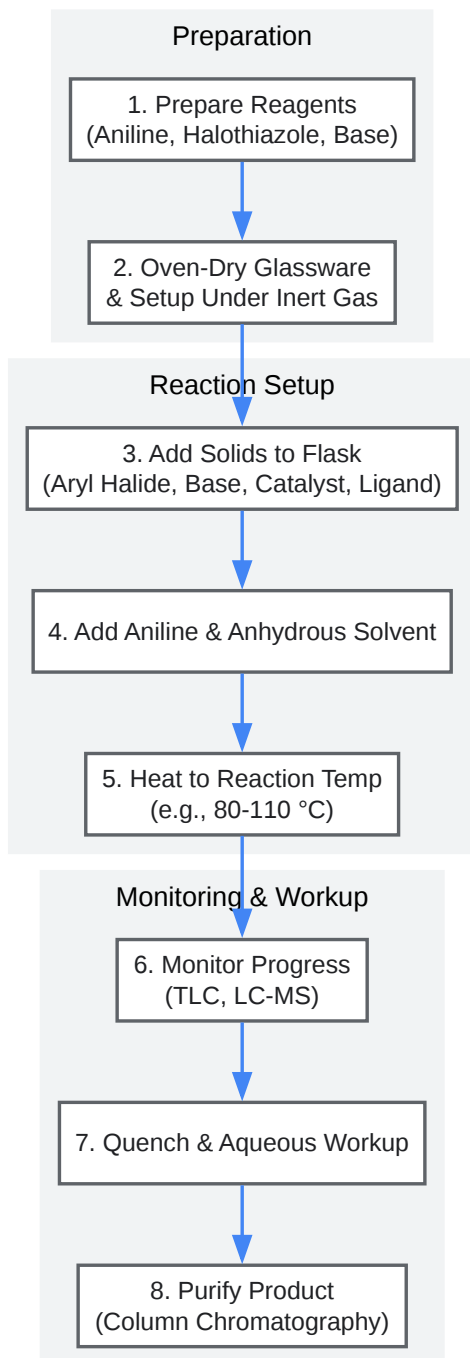 Preparation
1. Prepare Reagents
(Aniline, Halothiazole, Base)
2. Oven-Dry Glassware
& Setup Under Inert Gas
Reaction Setup
3. Add Solids to Flask
(Aryl Halide, Base, Catalyst, Ligand)
4. Add Aniline & Anhydrous Solvent
5. Heat to Reaction Temp
(e.g., 80-110 °C)
Monitoring & Workup
6. Monitor Progress
(TLC, LC-MS)
7. Quench & Aqueous Workup
8. Purify Product
(Column Chromatography)